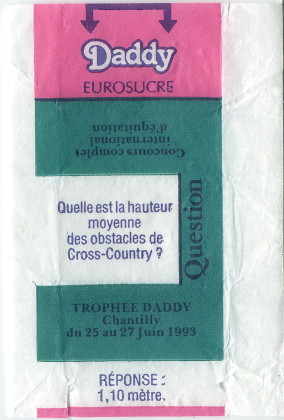 Daddy
EUROSUCRE
Concours complet
international
d'équitation
Quelle est la hauteur
moyenne
des obstacles de
Cross-Country ?
Question
TROPHÉE DADDY
Chantilly
du 25 au 27 Juin 1993
RÉPONSE :
1,10 mètre.